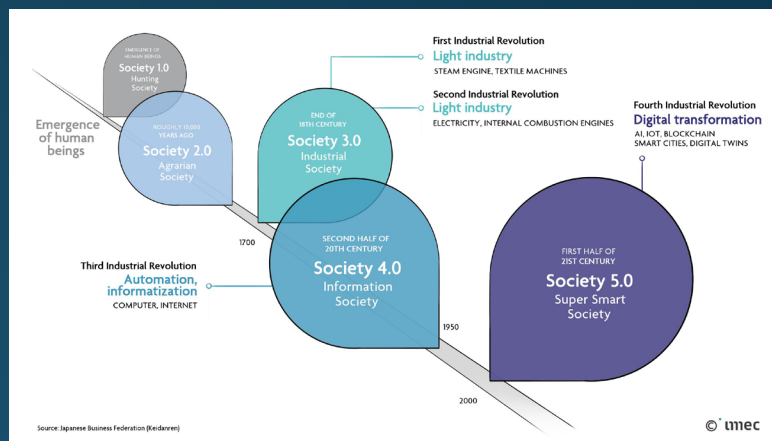 EMERGENCE OF
HUMAN BEINGS
Society 1.0
Hunting
Society
Emergence
of human
beings
ROUGHLY 13,000
YEARS AGO
Society 2.0
Agrarian
Society
END OF
18TH CENTURY
Society 3.0
Industrial
Society
First Industrial Revolution
Light industry
STEAM ENGINE, TEXTILE MACHINES
Second Industrial Revolution
Light industry
ELECTRICITY, INTERNAL COMBUSTION ENGINES
Fourth Industrial Revolution
Digital transformation
AI, IOT, BLOCKCHAIN
SMART CITIES, DIGITAL TWINS
1700
SECOND HALF OF
20TH CENTURY
Society 4.0
Information
Society
Third Industrial Revolution
Automation,
informatization
COMPUTER, INTERNET
FIRST HALF OF
21ST CENTURY
Society 5.0
Super Smart
Society
1950
2000
Source: Japanese Business Federation (Keidanren)
© imec